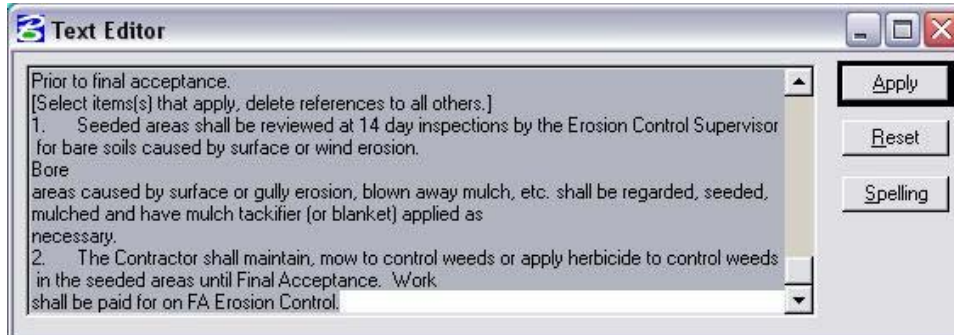 Text Editor
Prior to final acceptance.
[Select items(s) that apply, delete references to all others.]
1. Seeded areas shall be reviewed at 14 day inspections by the Erosion Control Supervisor
for bare soils caused by surface or wind erosion.
Bore
areas caused by surface or gully erosion, blown away mulch, etc. shall be regarded, seeded,
mulched and have mulch tackifier (or blanket) applied as
necessary.
2. The Contractor shall maintain, mow to control weeds or apply herbicide to control weeds
in the seeded areas until Final Acceptance. Work
shall be paid for on FA Erosion Control.
Apply
Reset
Spelling